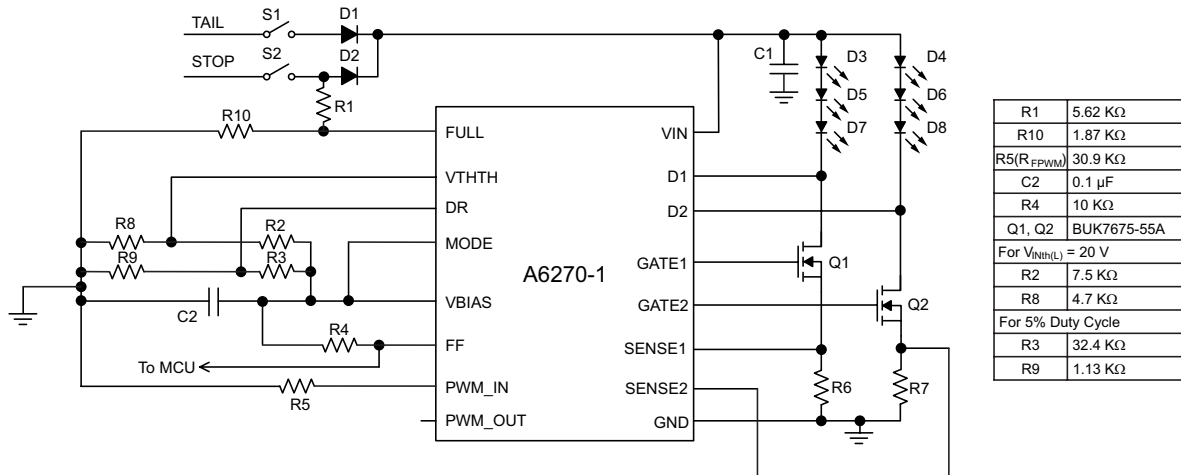 TAIL
S1
D1
STOP
S2
D2
R1
C1
D3
D4
D5
D6
D7
D8
R10
FULL
VIN
VTHTH
D1
DR
D2
R8
R2
MODE
R9
R3
A6270-1
GATE1
Q1
VBIAS
GATE2
Q2
C2
R4
FF
SENSE1
To MCU
PWM_IN
SENSE2
R5
R6
R7
PWM_OUT
GND
R1 5.62 KΩ
R10 1.87 KΩ
R5(RFPWM) 30.9 KΩ
C2 0.1 µF
R4 10 KΩ
Q1, Q2 BUK7675-55A
For VINth(L) = 20 V
R2 7.5 KΩ
R8 4.7 KΩ
For 5% Duty Cycle
R3 32.4 KΩ
R9 1.13 KΩ